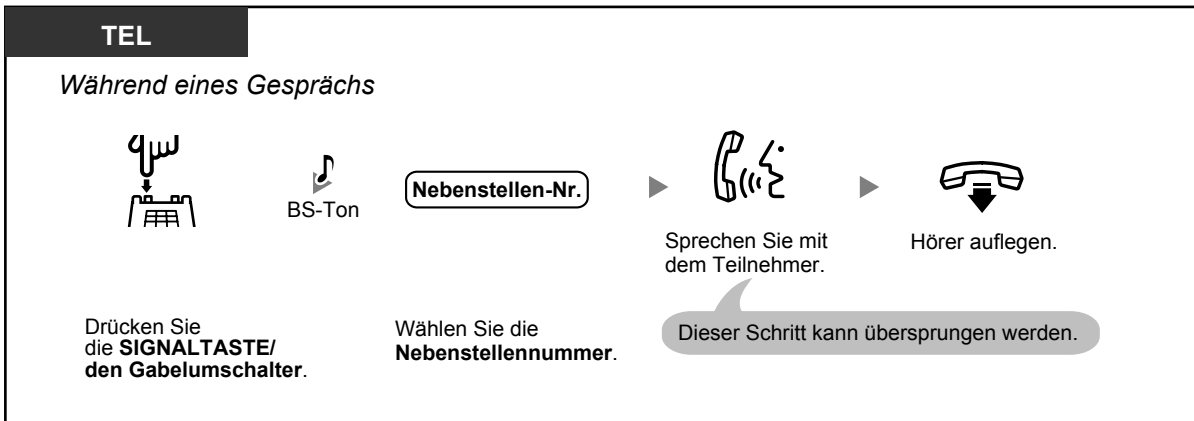 TEL
Während eines Gesprächs
BS-Ton
Nebenstellen-Nr.
Sprechen Sie mit
dem Teilnehmer.
Hörer auflegen.
Drücken Sie
die SIGNALTASTE/
den Gabelumschalter.
Wählen Sie die
Nebenstellennummer.
Dieser Schritt kann übersprungen werden.